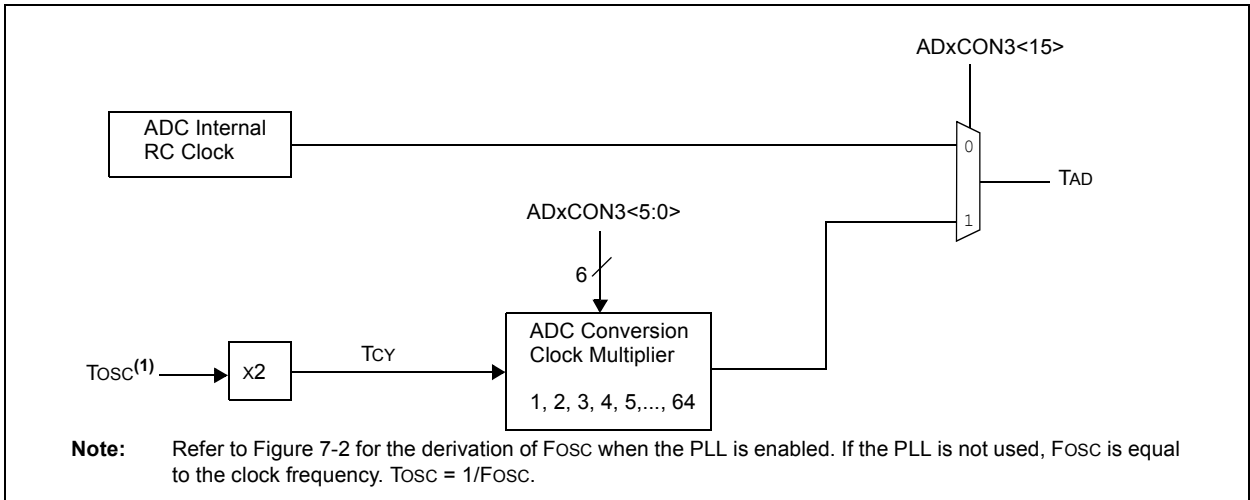 ADxCON3<15>
ADC Internal
RC Clock
0
TAD
ADxCON3<5:0>
1
6
ADC Conversion
Clock Multiplier
TOSC(1)
x2
TCY
1, 2, 3, 4, 5,..., 64
Note: Refer to Figure 7-2 for the derivation of FOSC when the PLL is enabled. If the PLL is not used, FOSC is equal
to the clock frequency. TOSC = 1/FOSC.